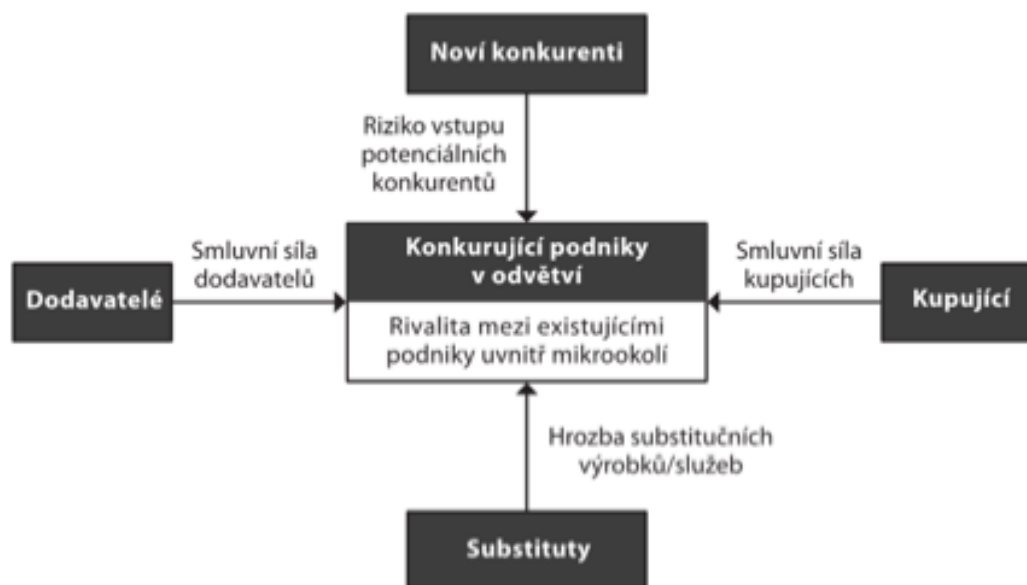 Noví konkurenti
Riziko vstupu
potenciálních
konkurentů
Smluvní síla
dodavatelů
Konkurující podniky
v odvětví
Smluvní síla
kupujících
Dodavatelé
Kupující
Rivalita mezi existujícími
podniky uvnitř mikrookolí
Hrozba substitučních
výrobků/služeb
Substituty